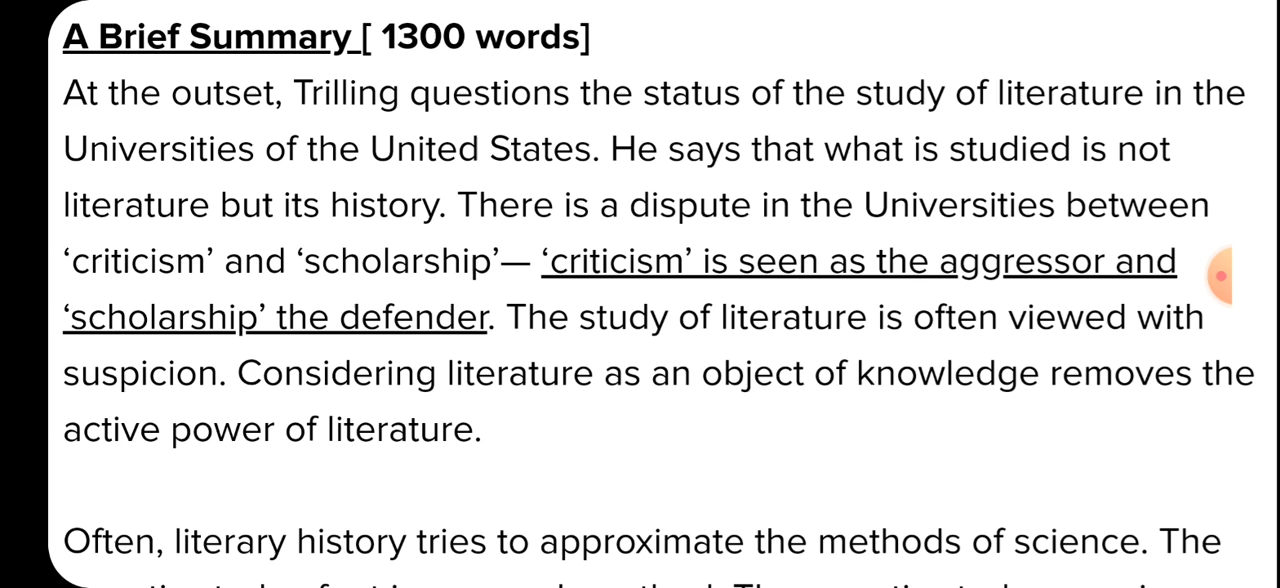 A Brief Summary [ 1300 words]
At the outset, Trilling questions the status of the study of literature in the
Universities of the United States. He says that what is studied is not
literature but its history. There is a dispute in the Universities between
‘criticism’ and ‘scholarship’— ‘criticism’ is seen as the aggressor and
‘scholarship’ the defender. The study of literature is often viewed with
suspicion. Considering literature as an object of knowledge removes the
active power of literature.
Often, literary history tries to approximate the methods of science. The